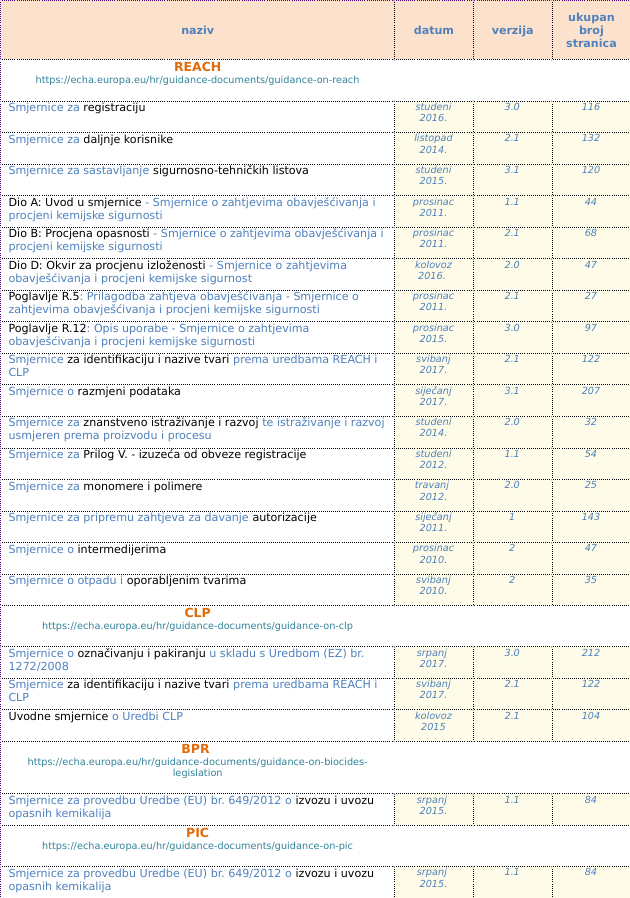 naziv datum verzija ukupan
broj
stranica
REACH
https://echa.europa.eu/hr/guidance-documents/guidance-on-reach
Smjernice za registraciju studeni 3.0 116
2016.
Smjernice za daljnje korisnike listopad 2.1 132
2014.
Smjernice za sastavljanje sigurnosno-tehničkih listova studeni 3.1 120
2015.
Dio A: Uvod u smjernice - Smjernice o zahtjevima obavješćivanja i prosinac 1.1 44
procjeni kemijske sigurnosti 2011.
Dio B: Procjena opasnosti - Smjernice o zahtjevima obavješćivanja i prosinac 2.1 68
procjeni kemijske sigurnosti 2011.
Dio D: Okvir za procjenu izloženosti - Smjernice o zahtjevima kolovoz 2.0 47
obavješćivanja i procjeni kemijske sigurnost 2016.
Poglavlje R.5: Prilagodba zahtjeva obavješčivanja - Smjernice o prosinac 2.1 27
zahtjevima obavješćivanja i procjeni kemijske sigurnosti 2011.
Poglavlje R.12: Opis uporabe - Smjernice o zahtjevima prosinac 3.0 97
obavješćivanja i procjeni kemijske sigurnosti 2015.
Smjernice za identifikaciju i nazive tvari prema uredbama REACH i svibanj 2.1 122
CLP 2017.
Smjernice o razmjeni podataka siječanj 3.1 207
2017.
Smjernice za znanstveno istraživanje i razvoj te istraživanje i razvoj studeni 2.0 32
usmjeren prema proizvodu i procesu 2014.
Smjernice za Prilog V. - izuzeća od obveze registracije studeni 1.1 54
2012.
Smjernice za monomere i polimere travanj 2.0 25
2012.
Smjernice za pripremu zahtjeva za davanje autorizacije siječanj 1 143
2011.
Smjernice o intermedijerima prosinac 2 47
2010.
Smjernice o otpadu i oporabljenim tvarima svibanj 2 35
2010.
CLP
https://echa.europa.eu/hr/guidance-documents/guidance-on-clp
Smjernice o označivanju i pakiranju u skladu s Uredbom (EZ) br. srpanj 3.0 212
1272/2008 2017.
Smjernice za identifikaciju i nazive tvari prema uredbama REACH i svibanj 2.1 122
CLP 2017.
Uvodne smjernice o Uredbi CLP kolovoz 2.1 104
2015
BPR
https://echa.europa.eu/hr/guidance-documents/guidance-on-biocides-
legislation
Smjernice za provedbu Uredbe (EU) br. 649/2012 o izvozu i uvozu srpanj 1.1 84
opasnih kemikalija 2015.
PIC
https://echa.europa.eu/hr/guidance-documents/guidance-on-pic
Smjernice za provedbu Uredbe (EU) br. 649/2012 o izvozu i uvozu srpanj 1.1 84
opasnih kemikalija 2015.